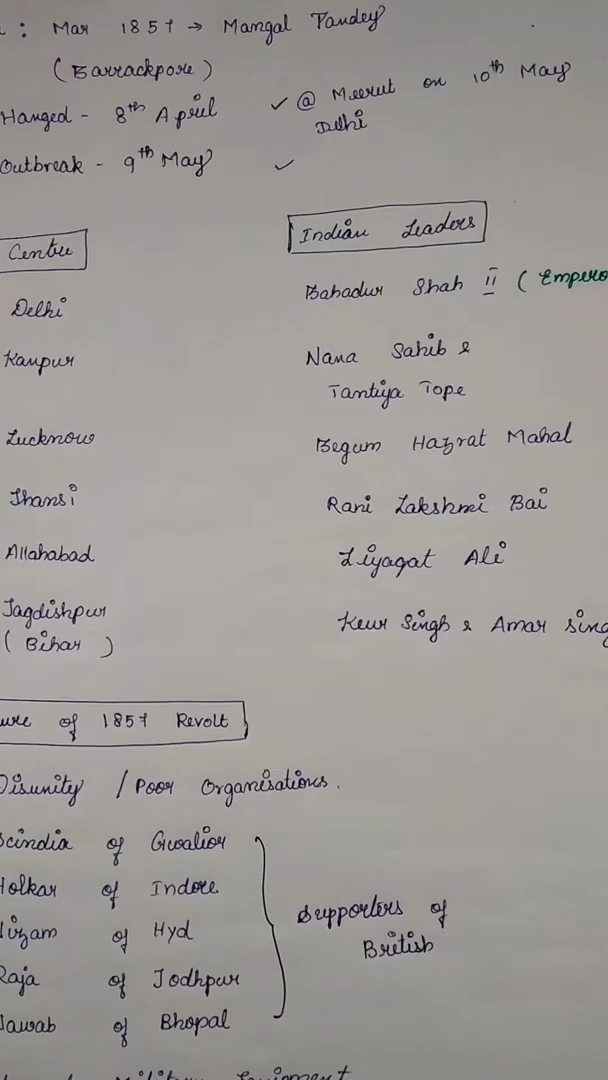 : Mar 1857 → Mangal Pandey
(Barrackpore)
Hanged - 8th April ✓ @ Meerut on 10th May
Delhi
Outbreak - 9th May ✓
Centre Indian Leaders
Delhi Bahadur Shah II (Empero
Kanpur Nana Sahib &
Tantiya Tope
Lucknow Begum Hazrat Mahal
Jhansi Rani Lakshmi Bai
Allahabad Liyaqat Ali
Jagdishpur Keur Singh & Amar Sing
(Bihar)
ure of 1857 Revolt
Disunity / Poor Organisations.
Scindia of Gwalior
Holkar of Indore
Nizam of Hyd
Supporters of
British
Raja of Jodhpur
Nawab of Bhopal
Equipment